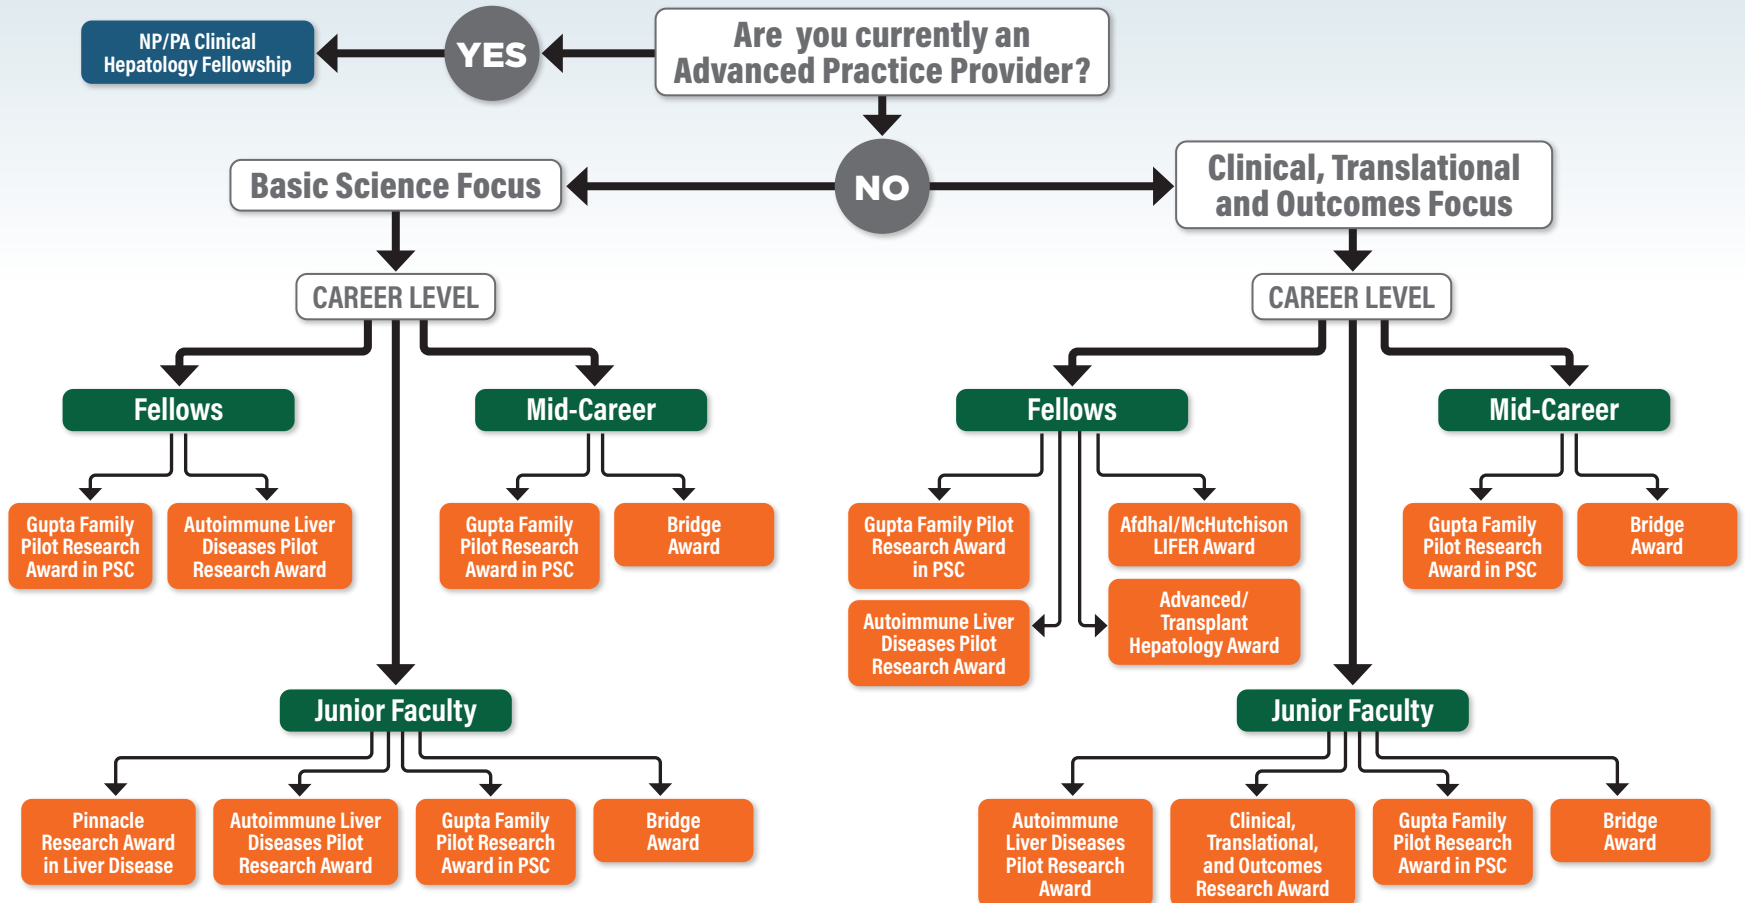 NP/PA Clinical
Hepatology Fellowship
YES
Are you currently an
Advanced Practice Provider?
Basic Science Focus
NO
Clinical, Translational
and Outcomes Focus
CAREER LEVEL
CAREER LEVEL
Fellows
Mid-Career
Fellows
Mid-Career
Gupta Family
Pilot Research
Award in PSC
Autoimmune Liver
Diseases Pilot
Research Award
Gupta Family
Pilot Research
Award in PSC
Bridge
Award
Gupta Family Pilot
Research Award
in PSC
Afdhal/McHutchison
LIFER Award
Autoimmune Liver
Diseases Pilot
Research Award
Advanced/
Transplant
Hepatology Award
Gupta Family
Pilot Research
Award in PSC
Bridge
Award
Junior Faculty
Junior Faculty
Pinnacle
Research Award
in Liver Disease
Autoimmune Liver
Diseases Pilot
Research Award
Gupta Family
Pilot Research
Award in PSC
Bridge
Award
Autoimmune
Liver Diseases
Pilot Research
Award
Clinical,
Translational,
and Outcomes
Research Award
Gupta Family
Pilot Research
Award in PSC
Bridge
Award